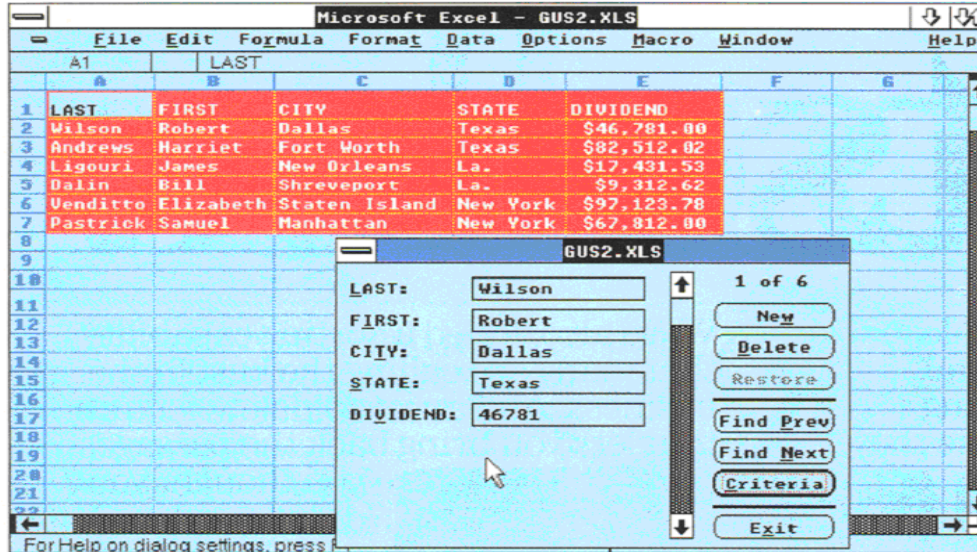 Microsoft Excel - GUS2.XLS
File Edit Formula Format Data Options Macro Window Help
A1 LAST
A B C D E F G
1 LAST FIRST CITY STATE DIVIDEND
2 Wilson Robert Dallas Texas $46,781.00
3 Andrews Harriet Fort Worth Texas $82,512.02
4 Ligouri James New Orleans La. $17,431.53
5 Dalin Bill Shreveport La. $9,312.62
6 Venditto Elizabeth Staten Island New York $97,123.78
7 Pastrick Samuel Manhattan New York $67,812.00
8
9
10
11
12
13
14
15
16
17
18
19
20
21
22
GUS2.XLS
1 of 6
LAST: Wilson
FIRST: Robert
CITY: Dallas
STATE: Texas
DIVIDEND: 46781
New
Delete
Restore
Find Prev
Find Next
Criteria
Exit
For Help on dialog settings, press